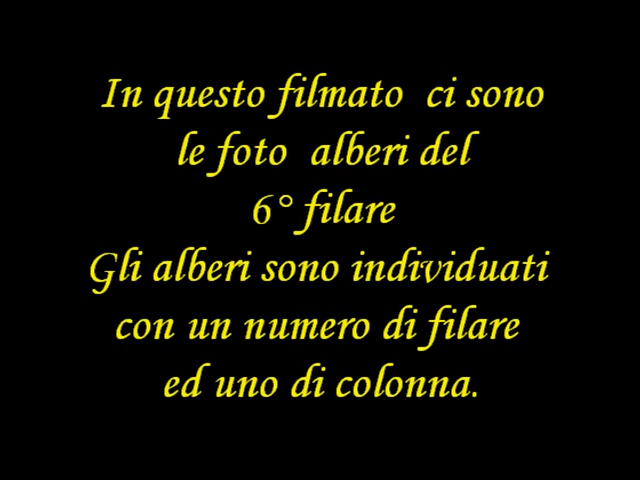 In questo filmato ci sono
le foto alberi del
6° filare
Gli alberi sono individuati
con un numero di filare
ed uno di colonna.